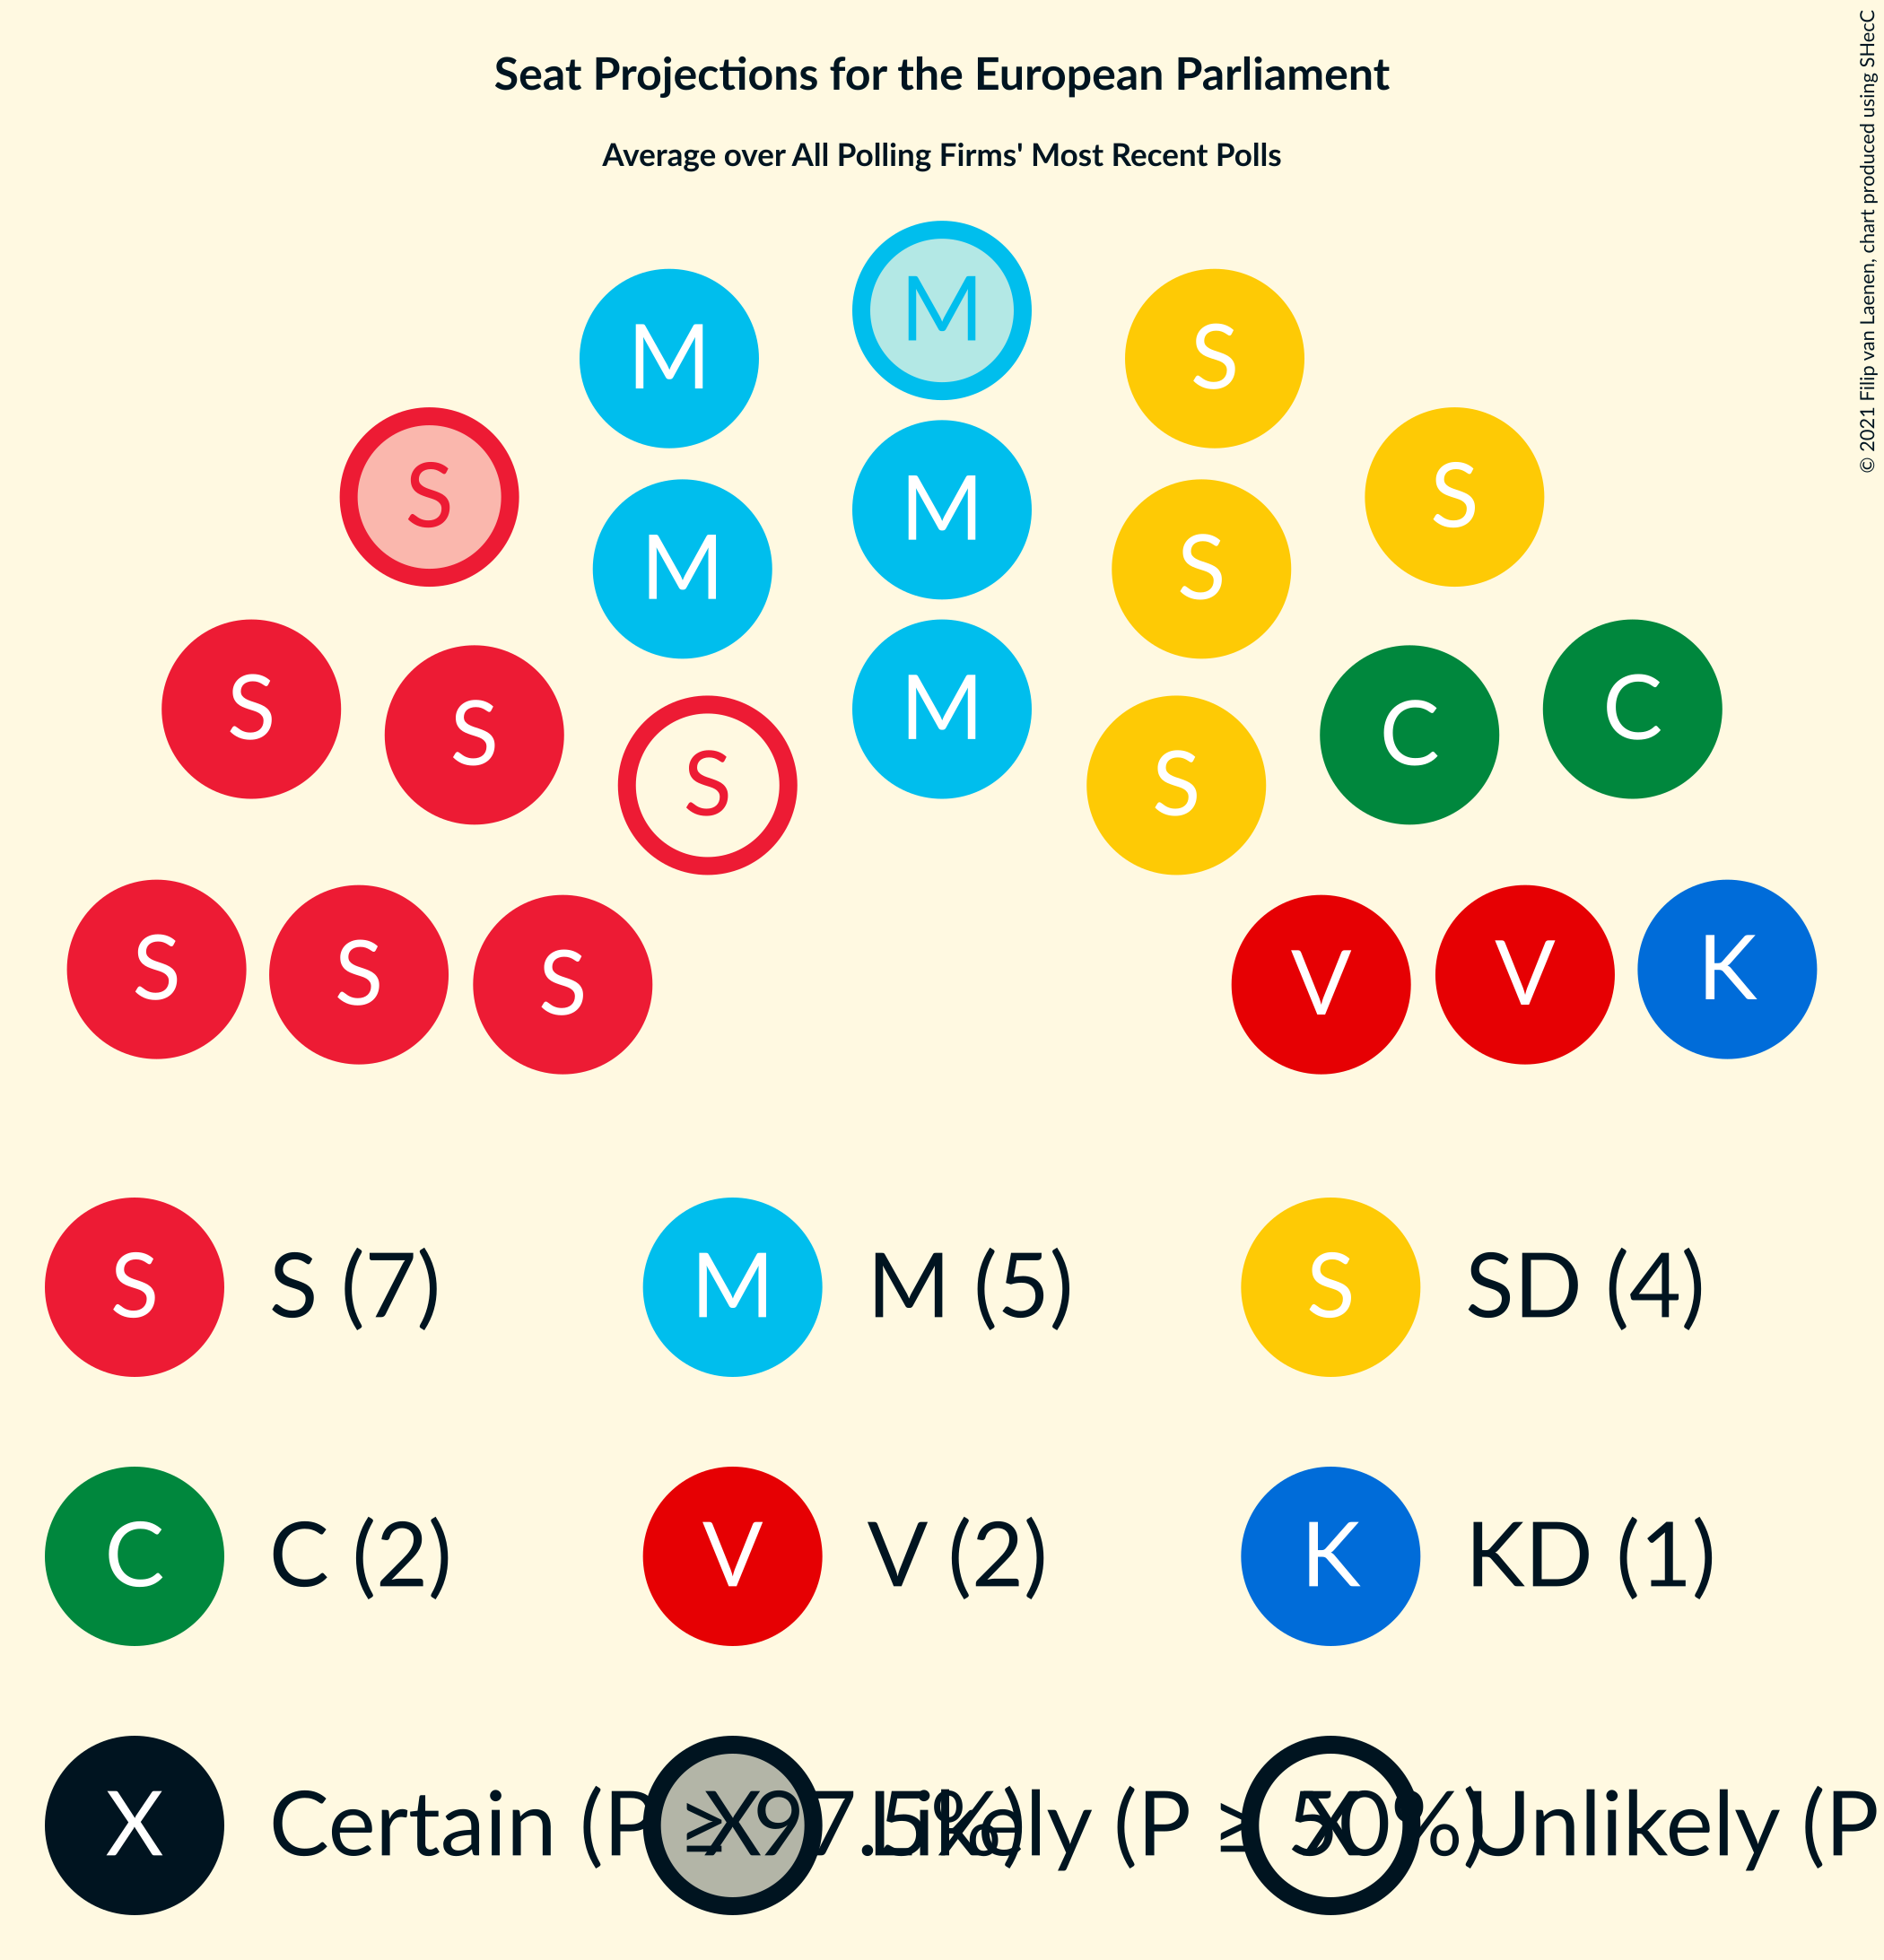 Seat Projections for the European Parliament
Average over All Polling Firms' Most Recent Polls
© 2021 Filip van Laenen, chart produced using SHecC
M
M S
S S
M M S
S S S M S C C
S S S V V K
S S (7) M M (5) S SD (4)
C C (2) V V (2) K KD (1)
X Certain (P ≥ 97.5%) X Likely (P ≥ 50%) X Unlikely (P